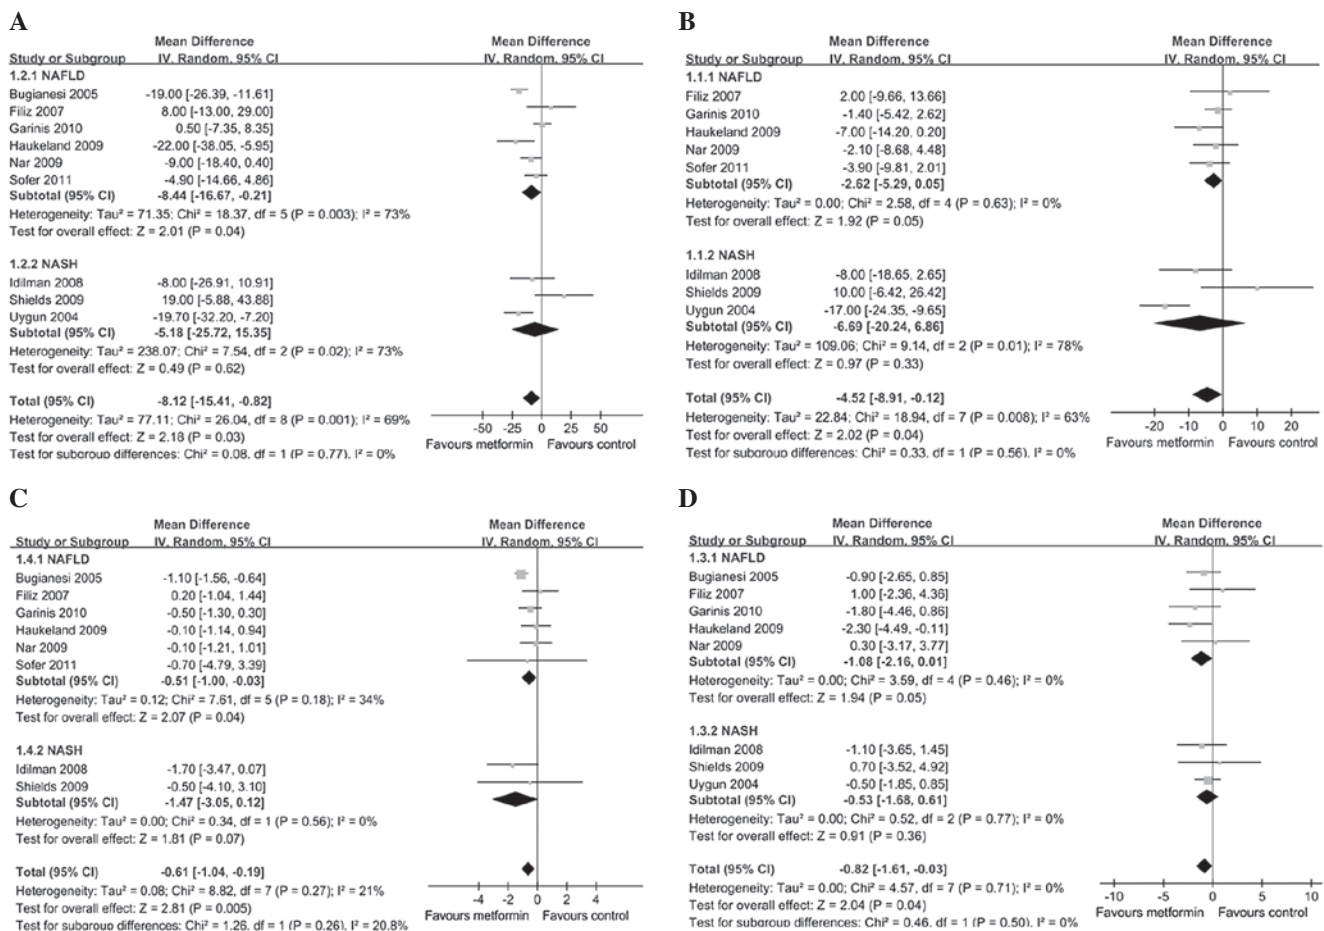 A
Mean Difference Mean Difference
Study or Subgroup IV, Random, 95% CI IV, Random, 95% CI
1.2.1 NAFLD
Bugianesi 2005 -19.00 [-26.39, -11.61]
Filiz 2007 8.00 [-13.00, 29.00]
Garinis 2010 0.50 [-7.35, 8.35]
Haukeland 2009 -22.00 [-38.05, -5.95]
Nar 2009 -9.00 [-18.40, 0.40]
Sofer 2011 -4.90 [-14.66, 4.86]
Subtotal (95% CI) -8.44 [-16.67, -0.21]
Heterogeneity: Tau² = 71.35; Chi² = 18.37, df = 5 (P = 0.003); I² = 73%
Test for overall effect: Z = 2.01 (P = 0.04)
1.2.2 NASH
Idilman 2008 -8.00 [-26.91, 10.91]
Shields 2009 19.00 [-5.88, 43.88]
Uygun 2004 -19.70 [-32.20, -7.20]
Subtotal (95% CI) -5.18 [-25.72, 15.35]
Heterogeneity: Tau² = 238.07; Chi² = 7.54, df = 2 (P = 0.02); I² = 73%
Test for overall effect: Z = 0.49 (P = 0.62)
Total (95% CI) -8.12 [-15.41, -0.82]
Heterogeneity: Tau² = 77.11; Chi² = 26.04, df = 8 (P = 0.001); I² = 69%
Test for overall effect: Z = 2.18 (P = 0.03)
Test for subgroup differences: Chi² = 0.08, df = 1 (P = 0.77), I² = 0%
-50 -25 0 25 50
Favours metformin Favours control
B
Mean Difference Mean Difference
Study or Subgroup IV, Random, 95% CI IV, Random, 95% CI
1.1.1 NAFLD
Filiz 2007 2.00 [-9.66, 13.66]
Garinis 2010 -1.40 [-5.42, 2.62]
Haukeland 2009 -7.00 [-14.20, 0.20]
Nar 2009 -2.10 [-8.68, 4.48]
Sofer 2011 -3.90 [-9.81, 2.01]
Subtotal (95% CI) -2.62 [-5.29, 0.05]
Heterogeneity: Tau² = 0.00; Chi² = 2.58, df = 4 (P = 0.63); I² = 0%
Test for overall effect: Z = 1.92 (P = 0.05)
1.1.2 NASH
Idilman 2008 -8.00 [-18.65, 2.65]
Shields 2009 10.00 [-6.42, 26.42]
Uygun 2004 -17.00 [-24.35, -9.65]
Subtotal (95% CI) -6.69 [-20.24, 6.86]
Heterogeneity: Tau² = 109.06; Chi² = 9.14, df = 2 (P = 0.01); I² = 78%
Test for overall effect: Z = 0.97 (P = 0.33)
Total (95% CI) -4.52 [-8.91, -0.12]
Heterogeneity: Tau² = 22.84; Chi² = 18.94, df = 7 (P = 0.008); I² = 63%
Test for overall effect: Z = 2.02 (P = 0.04)
Test for subgroup differences: Chi² = 0.33, df = 1 (P = 0.56), I² = 0%
-20 -10 0 10 20
Favours metformin Favours control
C
Mean Difference Mean Difference
Study or Subgroup IV, Random, 95% CI IV, Random, 95% CI
1.4.1 NAFLD
Bugianesi 2005 -1.10 [-1.56, -0.64]
Filiz 2007 0.20 [-1.04, 1.44]
Garinis 2010 -0.50 [-1.30, 0.30]
Haukeland 2009 -0.10 [-1.14, 0.94]
Nar 2009 -0.10 [-1.21, 1.01]
Sofer 2011 -0.70 [-4.79, 3.39]
Subtotal (95% CI) -0.51 [-1.00, -0.03]
Heterogeneity: Tau² = 0.12; Chi² = 7.61, df = 5 (P = 0.18); I² = 34%
Test for overall effect: Z = 2.07 (P = 0.04)
1.4.2 NASH
Idilman 2008 -1.70 [-3.47, 0.07]
Shields 2009 -0.50 [-4.10, 3.10]
Subtotal (95% CI) -1.47 [-3.05, 0.12]
Heterogeneity: Tau² = 0.00; Chi² = 0.34, df = 1 (P = 0.56); I² = 0%
Test for overall effect: Z = 1.81 (P = 0.07)
Total (95% CI) -0.61 [-1.04, -0.19]
Heterogeneity: Tau² = 0.08; Chi² = 8.82, df = 7 (P = 0.27); I² = 21%
Test for overall effect: Z = 2.81 (P = 0.005)
Test for subgroup differences: Chi² = 1.26, df = 1 (P = 0.26), I² = 20.8%
-4 -2 0 2 4
Favours metformin Favours control
D
Mean Difference Mean Difference
Study or Subgroup IV, Random, 95% CI IV, Random, 95% CI
1.3.1 NAFLD
Bugianesi 2005 -0.90 [-2.65, 0.85]
Filiz 2007 1.00 [-2.36, 4.36]
Garinis 2010 -1.80 [-4.46, 0.86]
Haukeland 2009 -2.30 [-4.49, -0.11]
Nar 2009 0.30 [-3.17, 3.77]
Subtotal (95% CI) -1.08 [-2.16, 0.01]
Heterogeneity: Tau² = 0.00; Chi² = 3.59, df = 4 (P = 0.46); I² = 0%
Test for overall effect: Z = 1.94 (P = 0.05)
1.3.2 NASH
Idilman 2008 -1.10 [-3.65, 1.45]
Shields 2009 0.70 [-3.52, 4.92]
Uygun 2004 -0.50 [-1.85, 0.85]
Subtotal (95% CI) -0.53 [-1.68, 0.61]
Heterogeneity: Tau² = 0.00; Chi² = 0.52, df = 2 (P = 0.77); I² = 0%
Test for overall effect: Z = 0.91 (P = 0.36)
Total (95% CI) -0.82 [-1.61, -0.03]
Heterogeneity: Tau² = 0.00; Chi² = 4.57, df = 7 (P = 0.71); I² = 0%
Test for overall effect: Z = 2.04 (P = 0.04)
Test for subgroup differences: Chi² = 0.46, df = 1 (P = 0.50), I² = 0%
-10 -5 0 5 10
Favours metformin Favours control